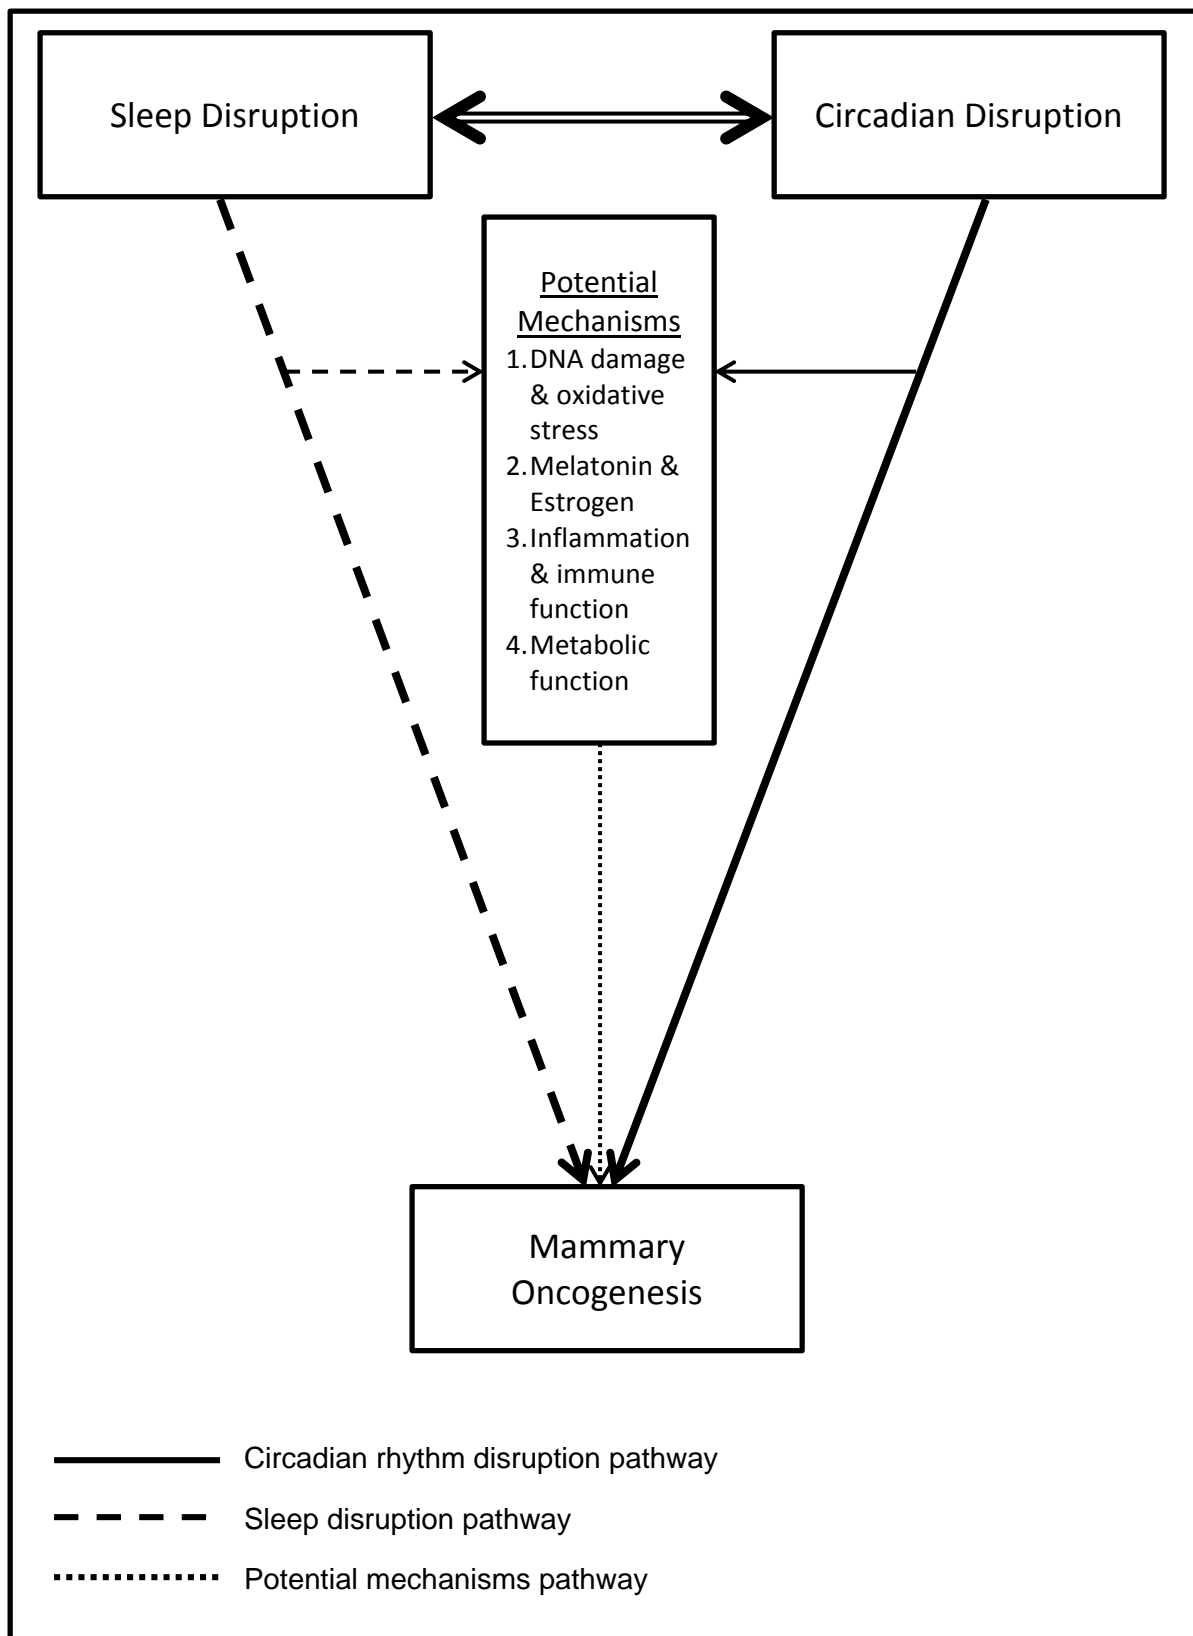 Sleep Disruption
Circadian Disruption
Potential
Mechanisms
1. DNA damage
& oxidative
stress
2. Melatonin &
Estrogen
3. Inflammation
& immune
function
4. Metabolic
function
Mammary
Oncogenesis
Circadian rhythm disruption pathway
Sleep disruption pathway
Potential mechanisms pathway